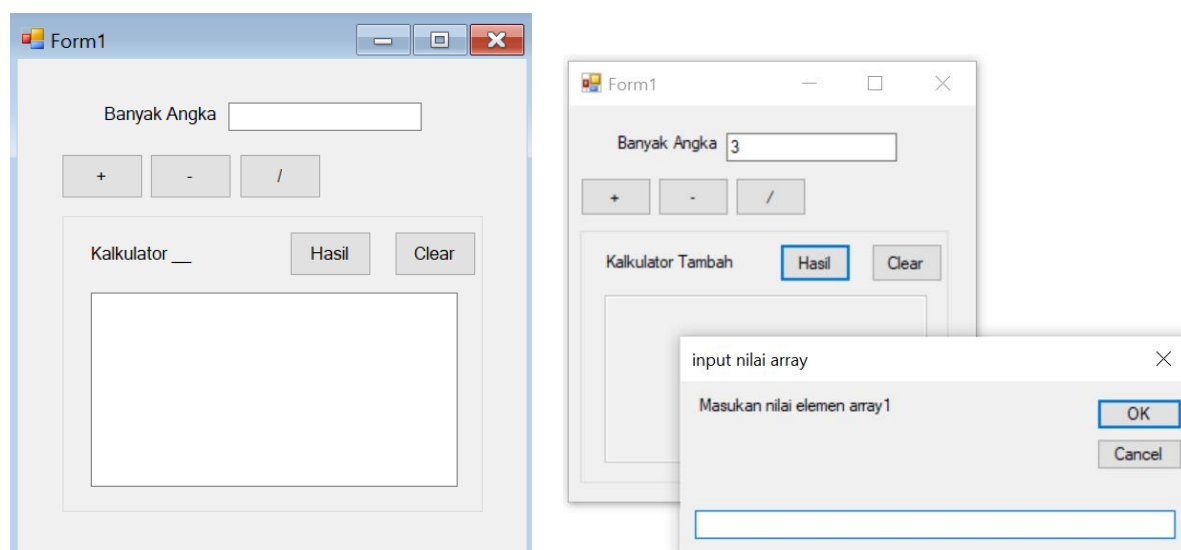 Form1
Banyak Angka
+ - /
Kalkulator __ Hasil Clear
Form1
Banyak Angka 3
+ - /
Kalkulator Tambah Hasil Clear
input nilai array
Masukan nilai elemen array1
OK
Cancel